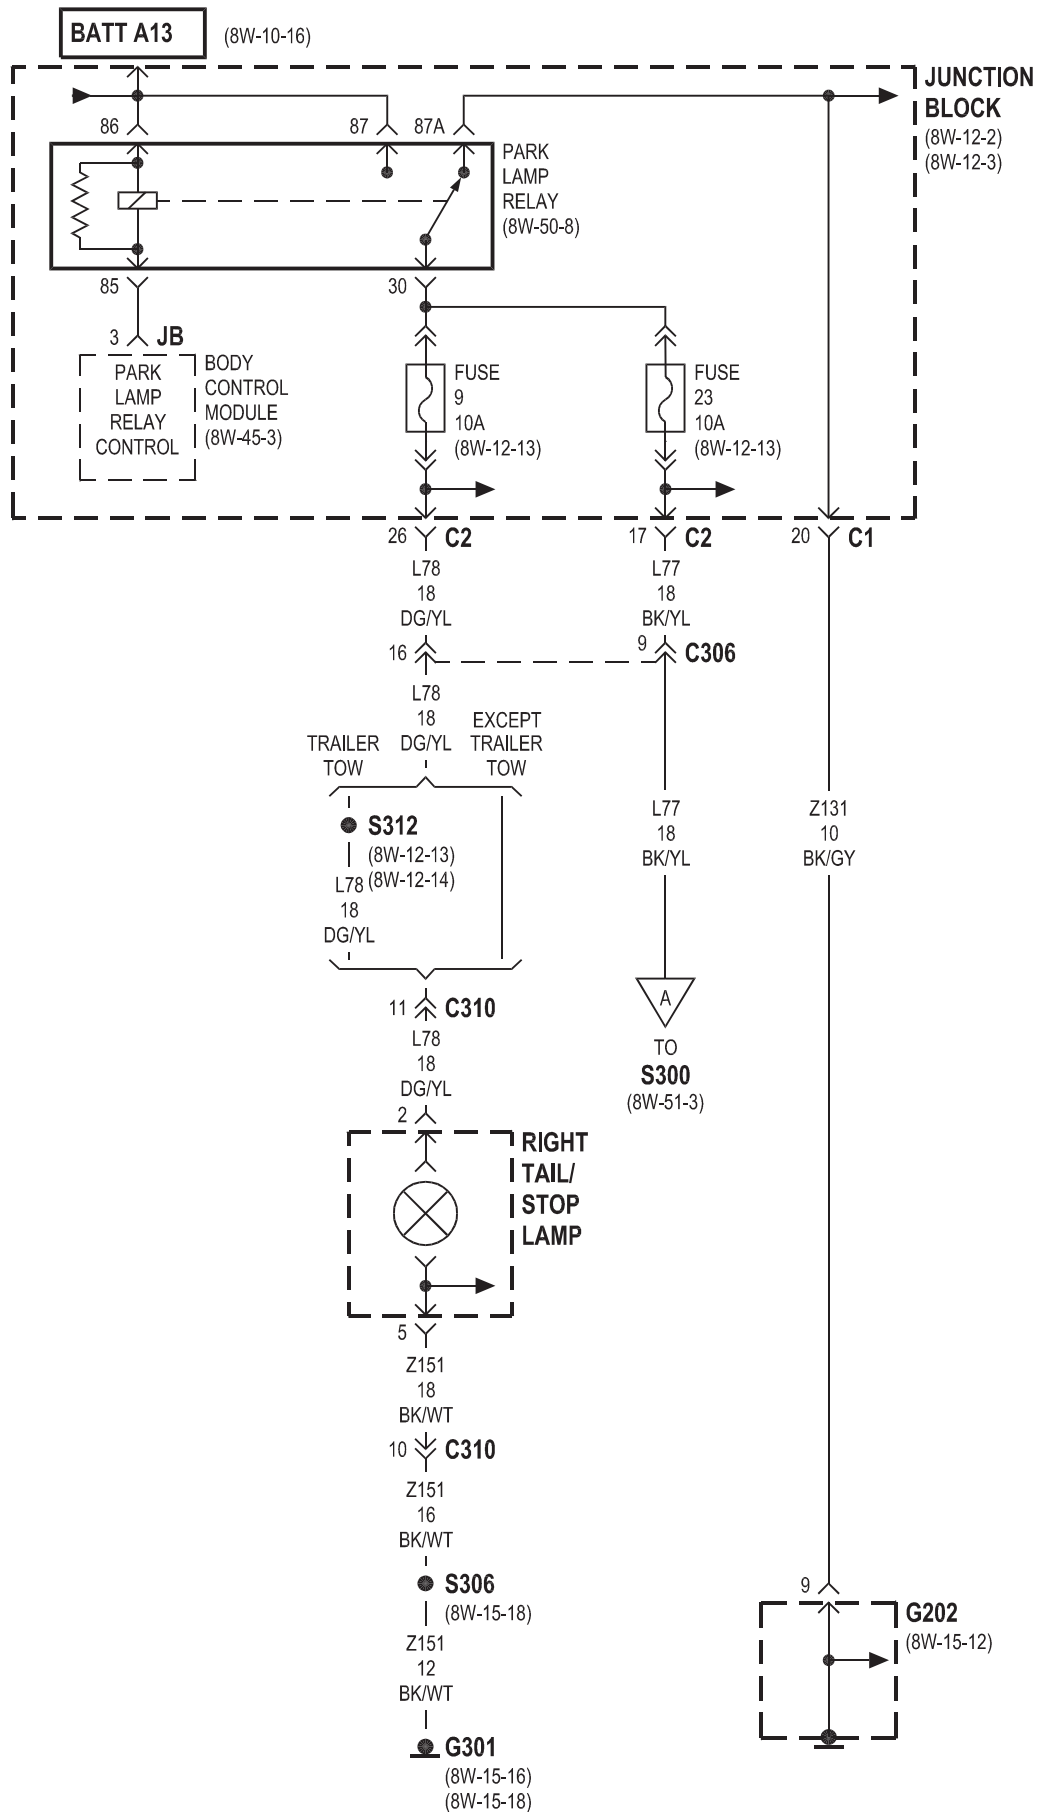 BATT A13
(8W-10-16)
JUNCTION
BLOCK
(8W-12-2)
(8W-12-3)
86
87
87A
PARK
LAMP
RELAY
(8W-50-8)
85
30
3
JB
PARK
LAMP
RELAY
CONTROL
BODY
CONTROL
MODULE
(8W-45-3)
FUSE
9
10A
(8W-12-13)
FUSE
23
10A
(8W-12-13)
26
C2
17
C2
20
C1
L78
18
DG/YL
L77
18
BK/YL
16
9
C306
L78
18
DG/YL
TRAILER
TOW
EXCEPT
TRAILER
TOW
S312
(8W-12-13)
(8W-12-14)
L78
18
DG/YL
L77
18
BK/YL
Z131
10
BK/GY
A
TO
S300
(8W-51-3)
11
C310
L78
18
DG/YL
2
RIGHT
TAIL/
STOP
LAMP
5
Z151
18
BK/WT
10
C310
Z151
16
BK/WT
S306
(8W-15-18)
Z151
12
BK/WT
G301
(8W-15-16)
(8W-15-18)
9
G202
(8W-15-12)